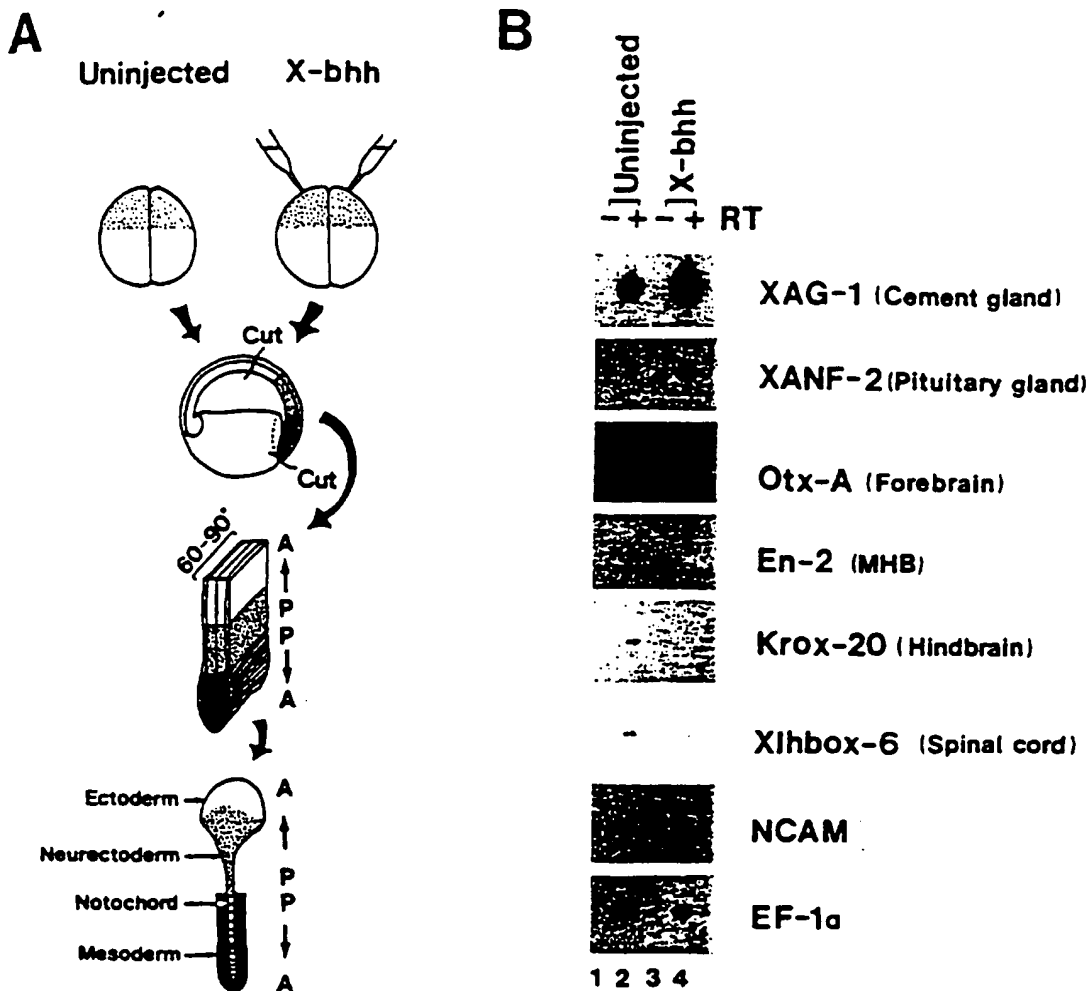 A
Uninjected X-bhh
Cut
Cut
60-90°
A
P
P
A
Ectoderm
Neurectoderm
Notochord
Mesoderm
A
P
P
A
B
Uninjected
X-bhh
- + - + RT
XAG-1 (Cement gland)
XANF-2 (Pituitary gland)
Otx-A (Forebrain)
En-2 (MHB)
Krox-20 (Hindbrain)
Xlhbox-6 (Spinal cord)
NCAM
EF-1α
1 2 3 4